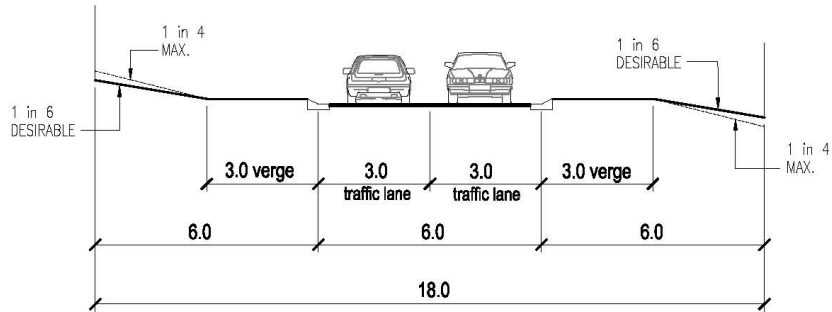 1 in 4
MAX.
1 in 6
DESIRABLE
1 in 6
DESIRABLE
1 in 4
MAX.
3.0 verge
3.0
traffic lane
3.0
traffic lane
3.0 verge
6.0
6.0
6.0
18.0